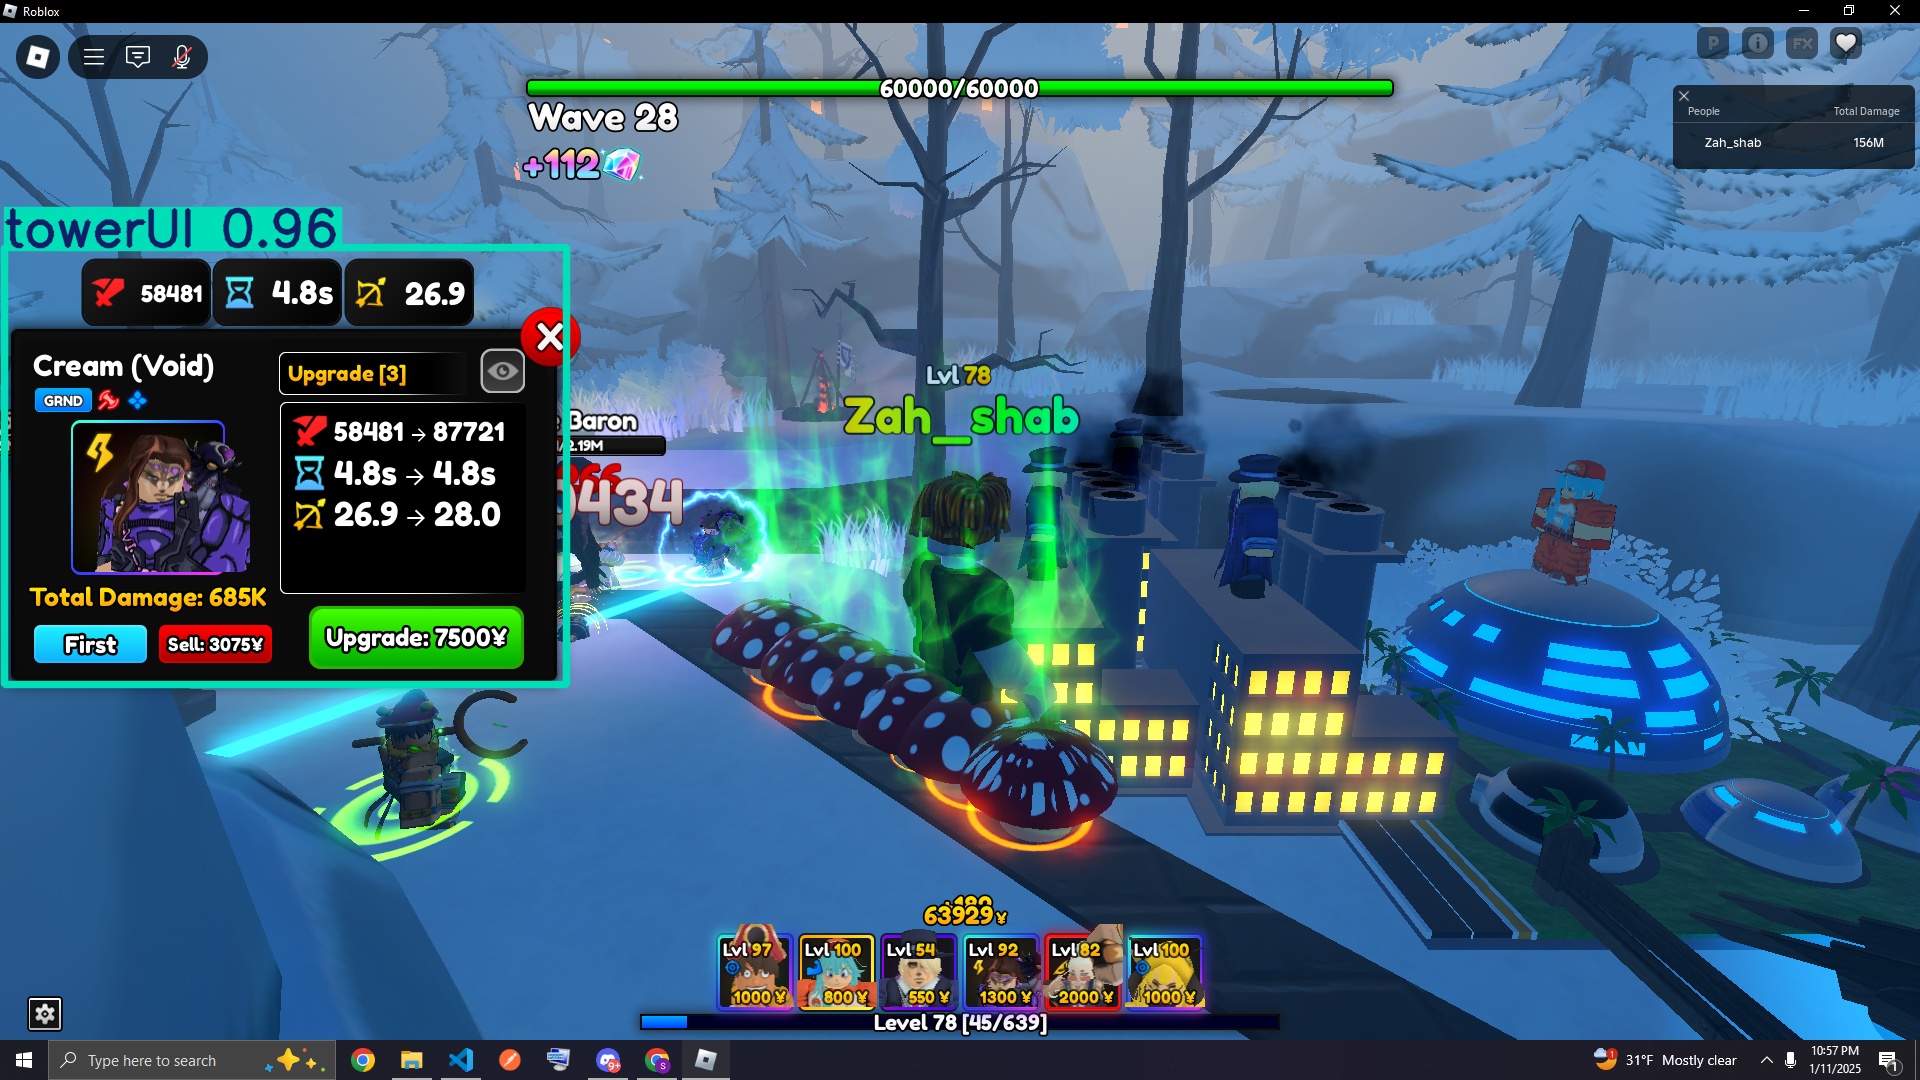 Roblox
P
FX
60000/60000
Wave 28
+112
People
Total Damage
Zah_shab
156M
towerUI 0.96
58481
4.8s
26.9
X
Cream (Void)
GRND
Upgrade [3]
58481 → 87721
4.8s → 4.8s
26.9 → 28.0
Total Damage: 685K
First
Sell: 3075¥
Upgrade: 7500¥
Baron
2.19M
434
Lvl 78
Zah_shab
63929¥
Lvl 97
1000 ¥
Lvl 100
800 ¥
Lvl 54
550 ¥
Lvl 92
1300 ¥
Lvl 82
2000 ¥
Lvl 100
1000 ¥
Level 78 [45/639]
Type here to search
31°F Mostly clear
10:57 PM
1/11/2025